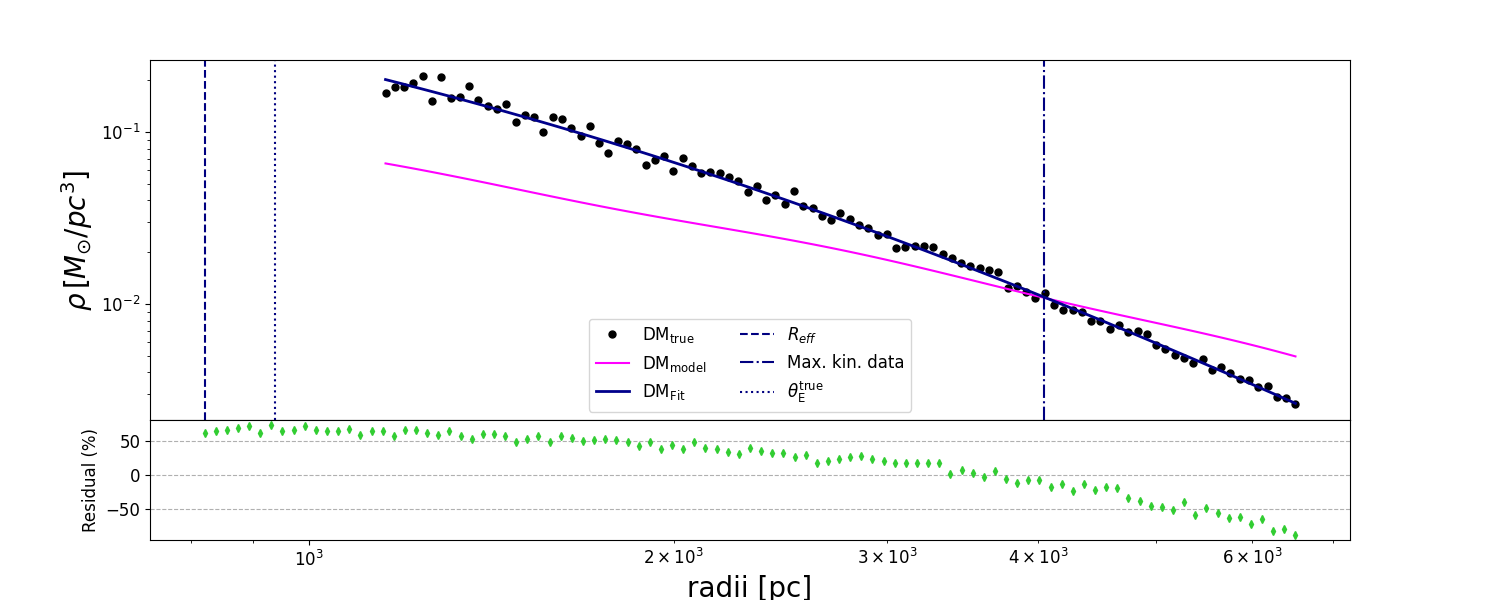 ρ [M⊙/pc³]
10⁻¹
10⁻²
DM_true
DM_model
DM_Fit
R_eff
Max. kin. data
θ_E^true
Residual (%)
50
0
−50
10³
2 × 10³
3 × 10³
4 × 10³
6 × 10³
radii [pc]